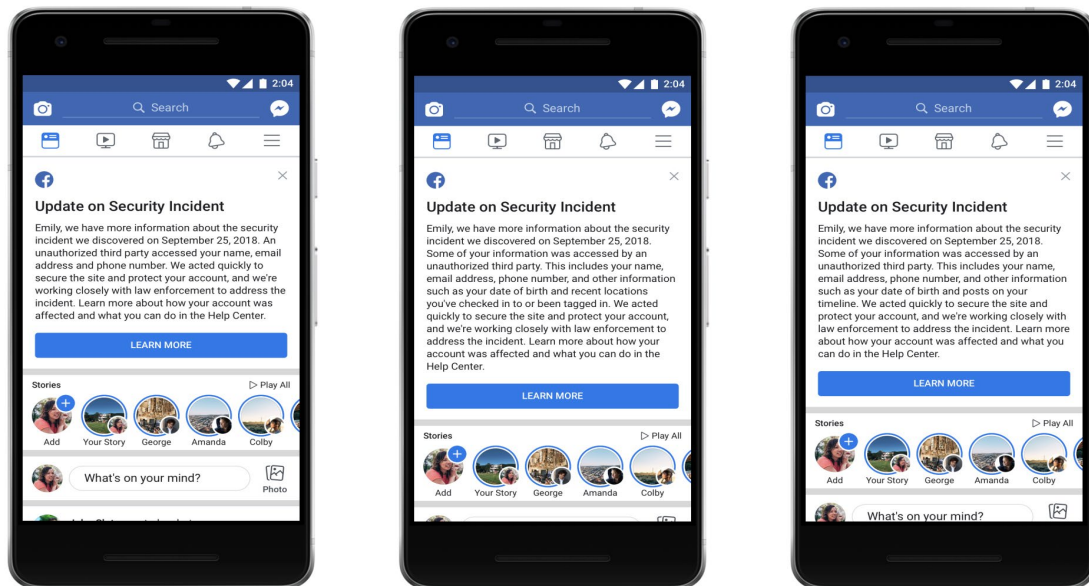 2:04
Search
Update on Security Incident
Emily, we have more information about the security
incident we discovered on September 25, 2018. An
unauthorized third party accessed your name, email
address and phone number. We acted quickly to
secure the site and protect your account, and we're
working closely with law enforcement to address the
incident. Learn more about how your account was
affected and what you can do in the Help Center.
LEARN MORE
Stories
Play All
Add
Your Story
George
Amanda
Colby
What's on your mind?
Photo
2:04
Search
Update on Security Incident
Emily, we have more information about the security
incident we discovered on September 25, 2018.
Some of your information was accessed by an
unauthorized third party. This includes your name,
email address, phone number, and other information
such as your date of birth and recent locations
you've checked in to or been tagged in. We acted
quickly to secure the site and protect your account,
and we're working closely with law enforcement to
address the incident. Learn more about how your
account was affected and what you can do in the
Help Center.
LEARN MORE
Stories
Play All
Add
Your Story
George
Amanda
Colby
2:04
Search
Update on Security Incident
Emily, we have more information about the security
incident we discovered on September 25, 2018.
Some of your information was accessed by an
unauthorized third party. This includes your name,
email address, phone number, and other information
such as your date of birth and posts on your
timeline. We acted quickly to secure the site and
protect your account, and we're working closely with
law enforcement to address the incident. Learn more
about how your account was affected and what you
can do in the Help Center.
LEARN MORE
Stories
Play All
Add
Your Story
George
Amanda
Colby
What's on your mind?